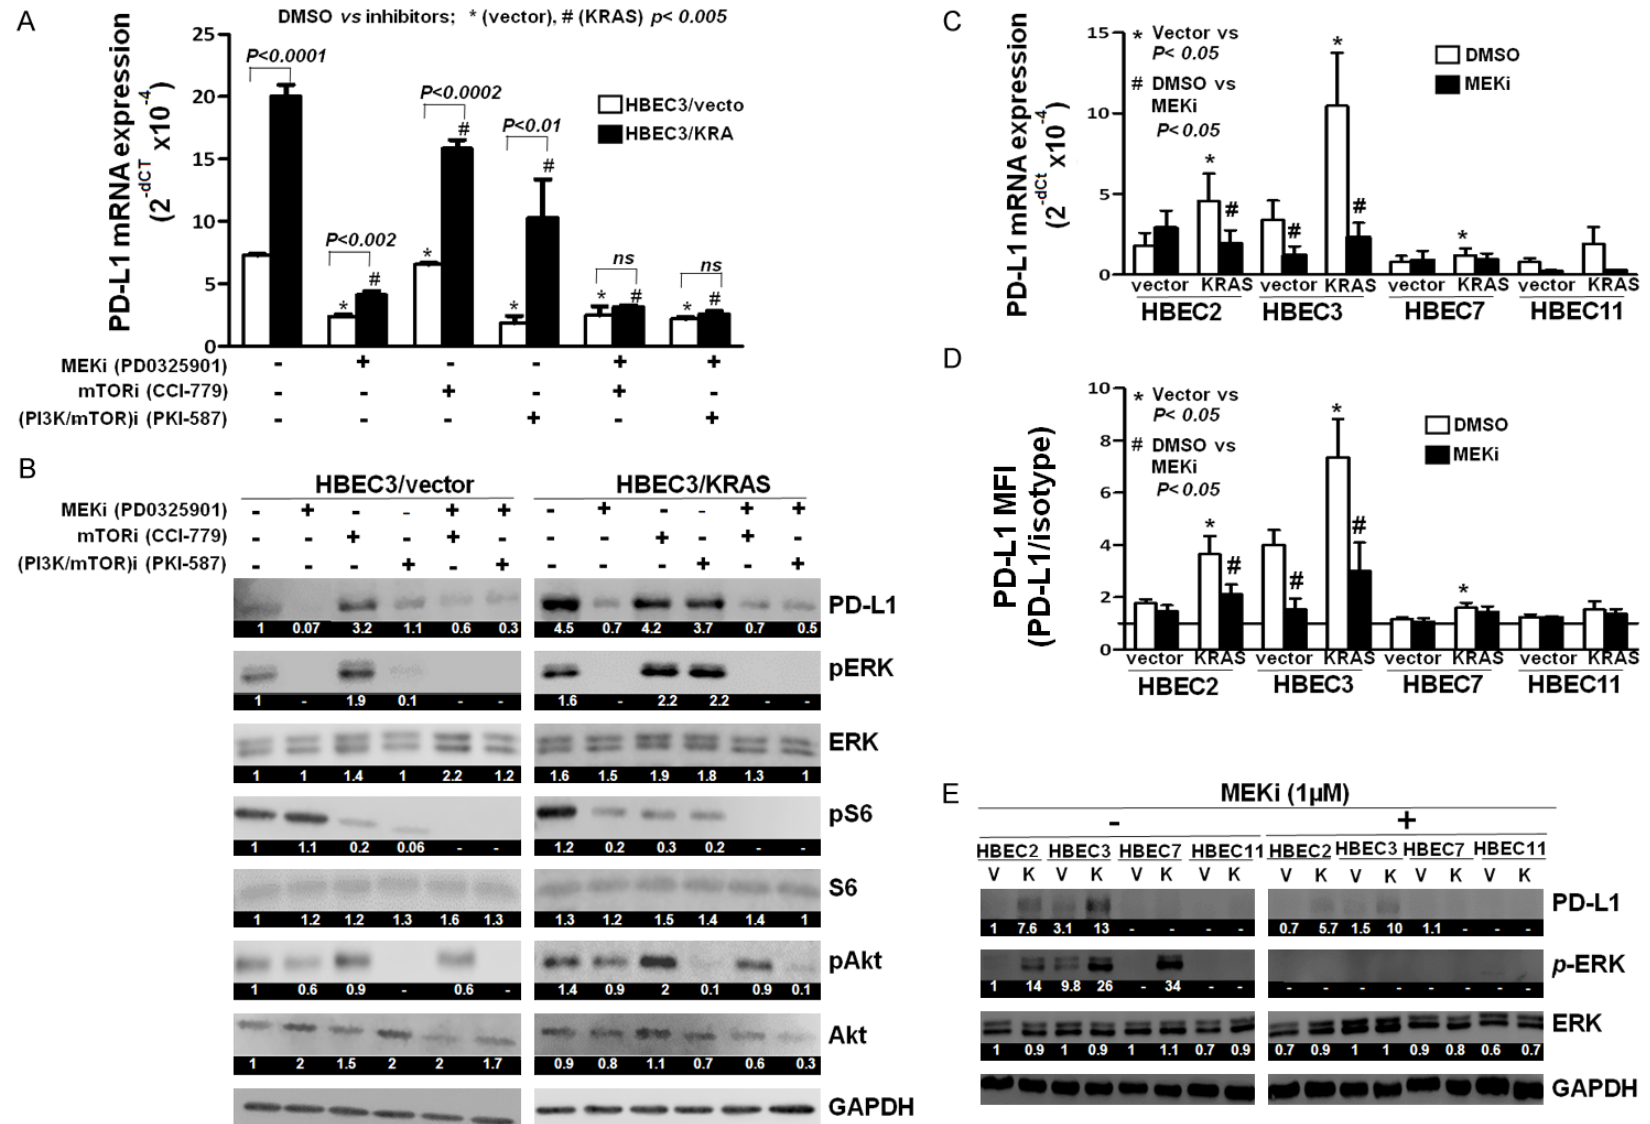 A
DMSO vs inhibitors; * (vector), # (KRAS) p< 0.005
PD-L1 mRNA expression
(2^-dCT x10^-4)
25
20
15
10
5
0
P<0.0001
P<0.002
P<0.0002
P<0.01
ns
ns
* # * # * # * # * #
HBEC3/vecto
HBEC3/KRA
MEKi (PD0325901) - + - - + +
mTORi (CCI-779) - - + - + -
(PI3K/mTOR)i (PKI-587) - - - + - +
B
HBEC3/vector HBEC3/KRAS
MEKi (PD0325901) - + - - + + - + - - + +
mTORi (CCI-779) - - + - + - - - + - + -
(PI3K/mTOR)i (PKI-587) - - - + - + - - - + - +
PD-L1
1 0.07 3.2 1.1 0.6 0.3 4.5 0.7 4.2 3.7 0.7 0.5
pERK
1 - 1.9 0.1 - - 1.6 - 2.2 2.2 - -
ERK
1 1 1.4 1 2.2 1.2 1.6 1.5 1.9 1.8 1.3 1
pS6
1 1.1 0.2 0.06 - - 1.2 0.2 0.3 0.2 - -
S6
1 1.2 1.2 1.3 1.6 1.3 1.3 1.2 1.5 1.4 1.4 1
pAkt
1 0.6 0.9 - 0.6 - 1.4 0.9 2 0.1 0.9 0.1
Akt
1 2 1.5 2 2 1.7 0.9 0.8 1.1 0.7 0.6 0.3
GAPDH
C
PD-L1 mRNA expression
(2^-dCt x10^-4)
15
10
5
0
* Vector vs
P< 0.05
# DMSO vs
MEKi
P< 0.05
DMSO
MEKi
* # # * # *
vector KRAS vector KRAS vector KRAS vector KRAS
HBEC2 HBEC3 HBEC7 HBEC11
D
PD-L1 MFI
(PD-L1/isotype)
10
8
6
4
2
0
* Vector vs
P< 0.05
# DMSO vs
MEKi
P< 0.05
DMSO
MEKi
* # # * # *
vector KRAS vector KRAS vector KRAS vector KRAS
HBEC2 HBEC3 HBEC7 HBEC11
E
MEKi (1µM)
- +
HBEC2 HBEC3 HBEC7 HBEC11 HBEC2 HBEC3 HBEC7 HBEC11
V K V K V K V K V K V K V K V K
PD-L1
1 7.6 3.1 13 - - - - 0.7 5.7 1.5 10 1.1 - - -
p-ERK
1 14 9.8 26 - 34 - - - - - - - - - -
ERK
1 0.9 1 0.9 1 1.1 0.7 0.9 0.7 0.9 1 1 0.9 0.8 0.6 0.7
GAPDH